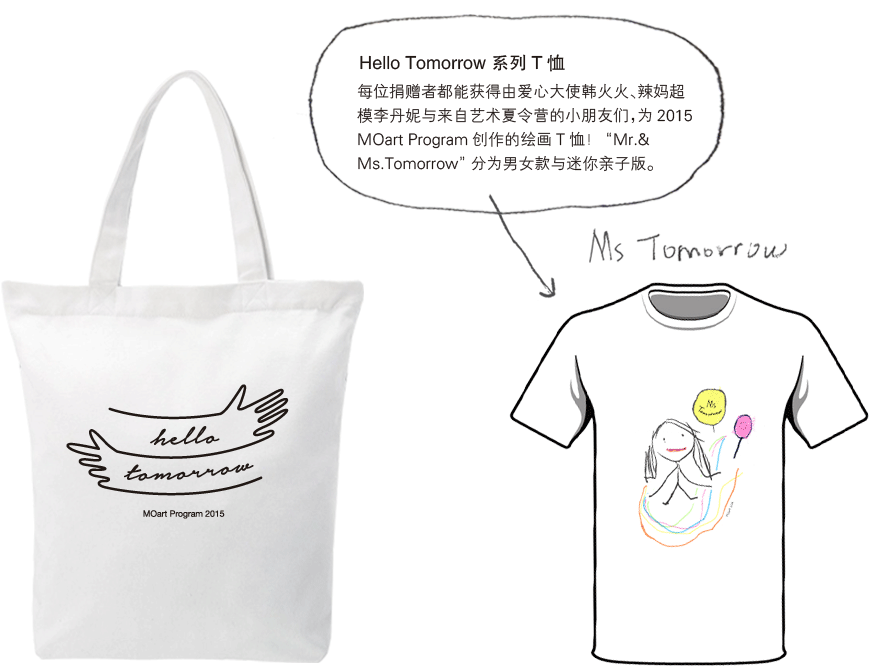 Hello Tomorrow 系列 T 恤
每位捐赠者都能获得由爱心大使韩火火、辣妈超
模李丹妮与来自艺术夏令营的小朋友们，为 2015
MOart Program 创作的绘画 T 恤！ “Mr.&
Ms.Tomorrow” 分为男女款与迷你亲子版。
Ms Tomorrow
hello
tomorrow
MOart Program 2015
Ms